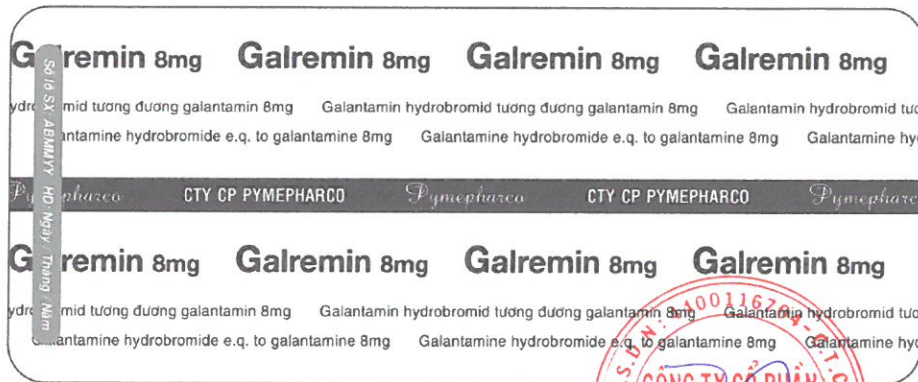 Galremin 8mg Galremin 8mg Galremin 8mg Galremin 8mg
tương đương galantamin 8mg Galantamin hydrobromid tương đương galantamin 8mg Galantamin hydrobromid
hydrobromide e.q. to galantamine 8mg Galantamine hydrobromide e.q. to galantamine 8mg Galantamine
Pymepharco CTY CP PYMEPHARCO Pymepharco CTY CP PYMEPHARCO Pymepharco
Galremin 8mg Galremin 8mg Galremin 8mg Galremin 8mg
tương đương galantamin 8mg Galantamin hydrobromid tương đương galantamin 8mg Galantamin hydrobromid
Galantamine hydrobromide e.q. to galantamine 8mg Galantamine hydrobromide e.q. to galantamine 8mg Galantamine
Số lô SX: ABMMYY HD: Ngày / Tháng / Năm
CÔNG TY CỔ PHẦN